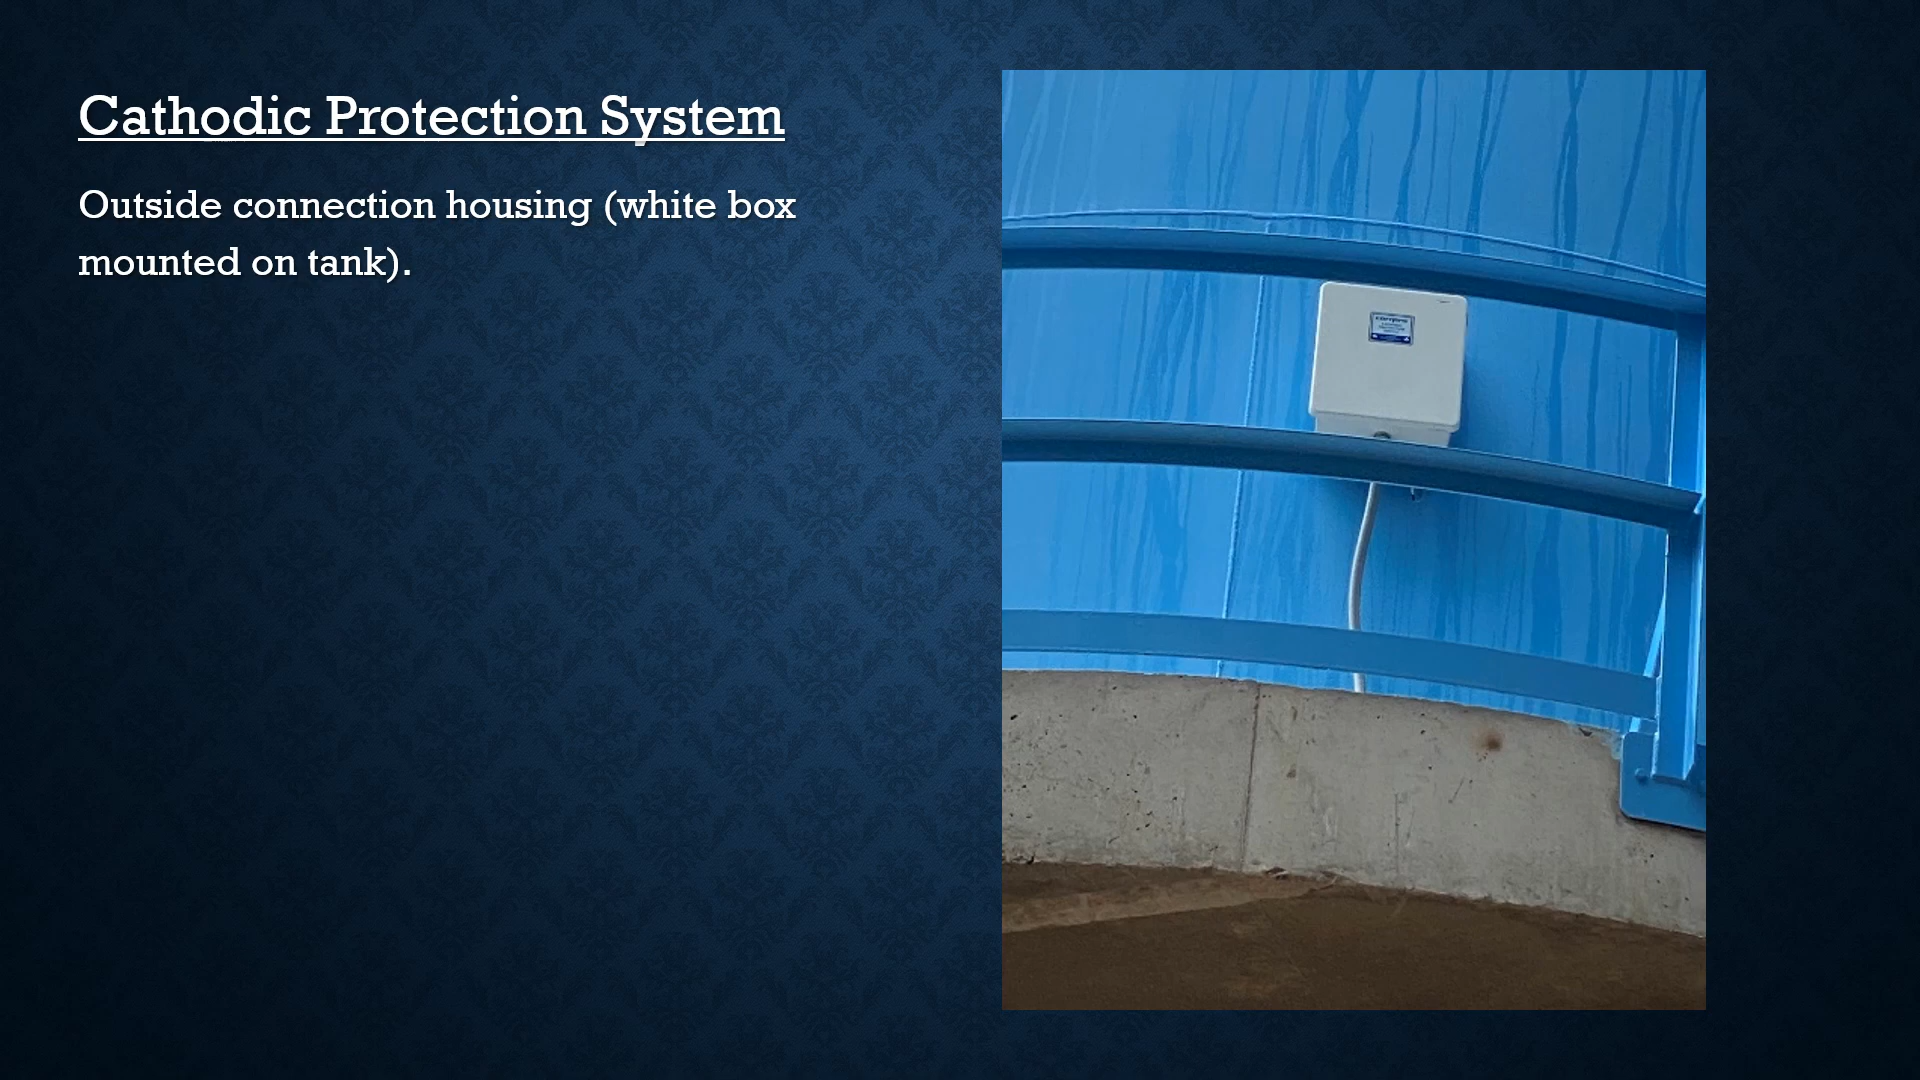 Cathodic Protection System
Outside connection housing (white box
mounted on tank).